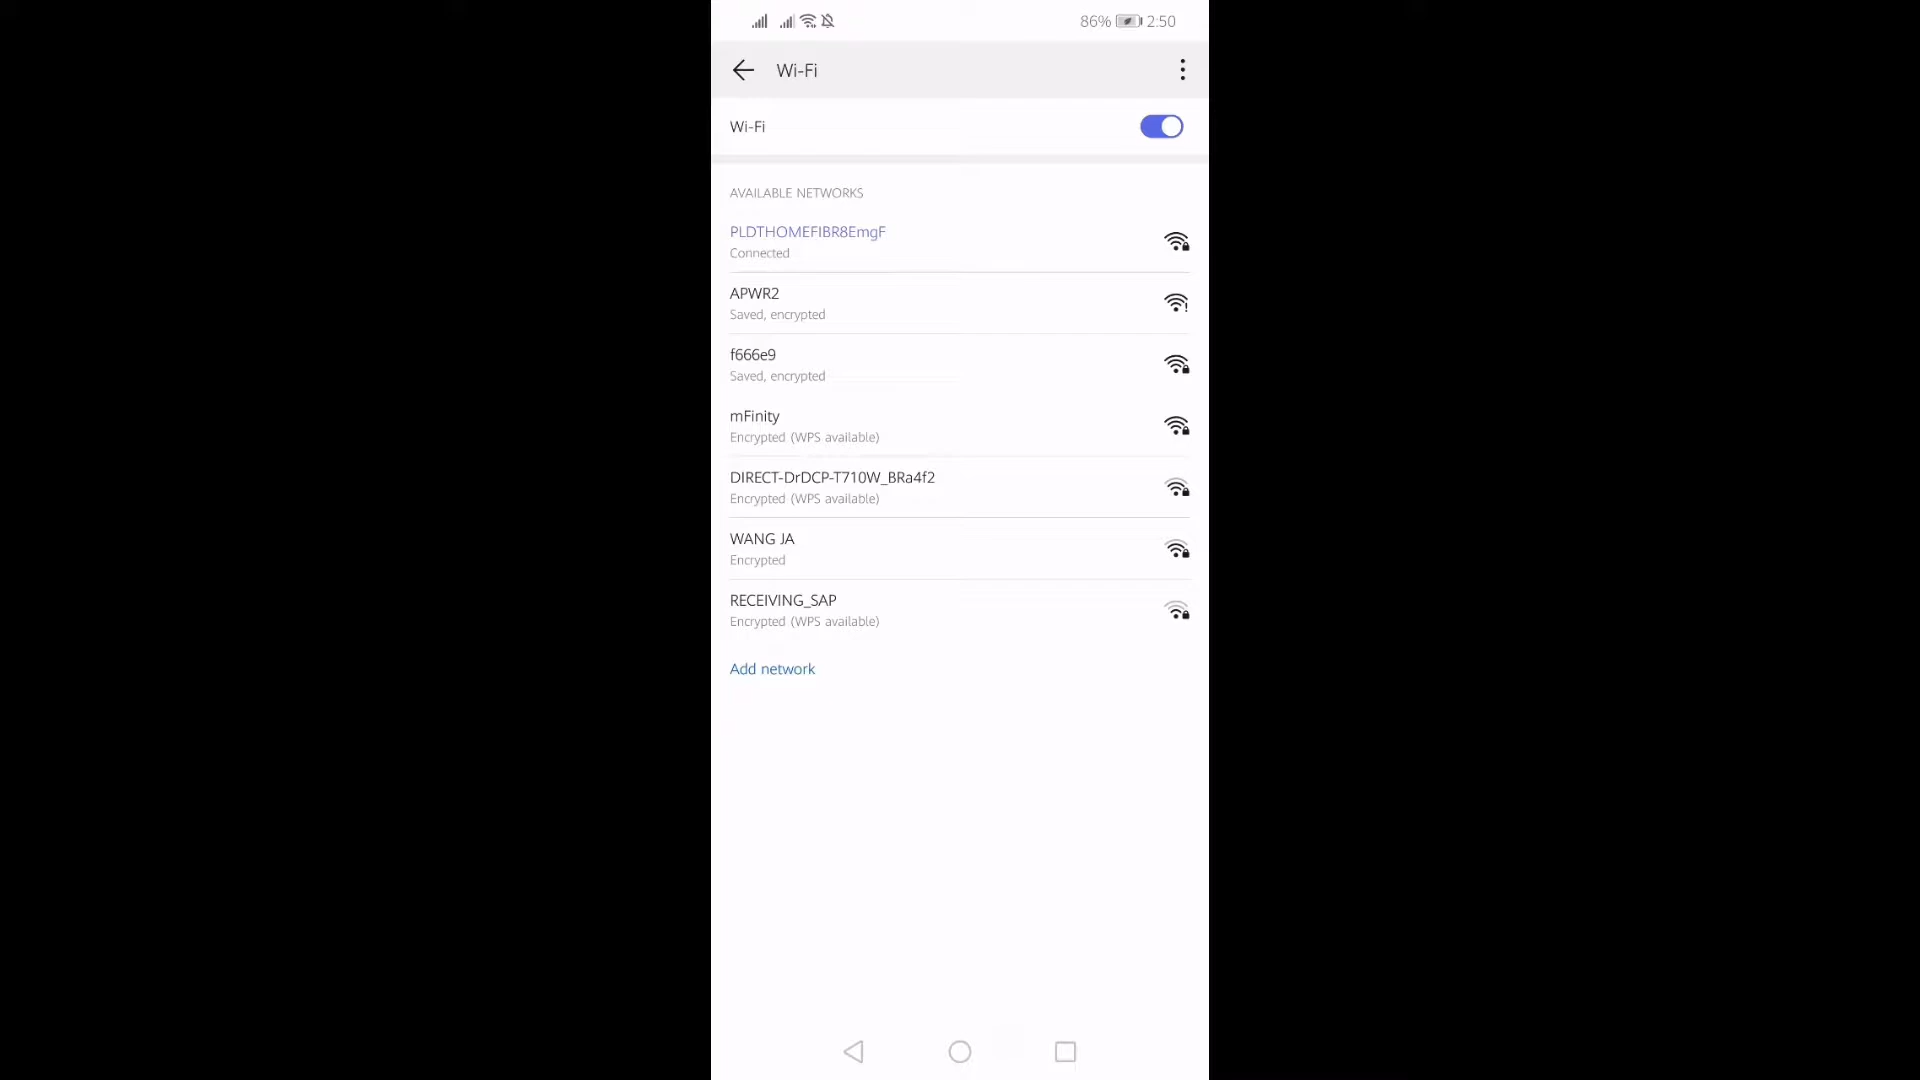 86% 2:50
Wi-Fi
Wi-Fi
AVAILABLE NETWORKS
PLDTHOMEFIBR8EmgF
Connected
APWR2
Saved, encrypted
f666e9
Saved, encrypted
mFinity
Encrypted (WPS available)
DIRECT-DrDCP-T710W_BRa4f2
Encrypted (WPS available)
WANG JA
Encrypted
RECEIVING_SAP
Encrypted (WPS available)
Add network